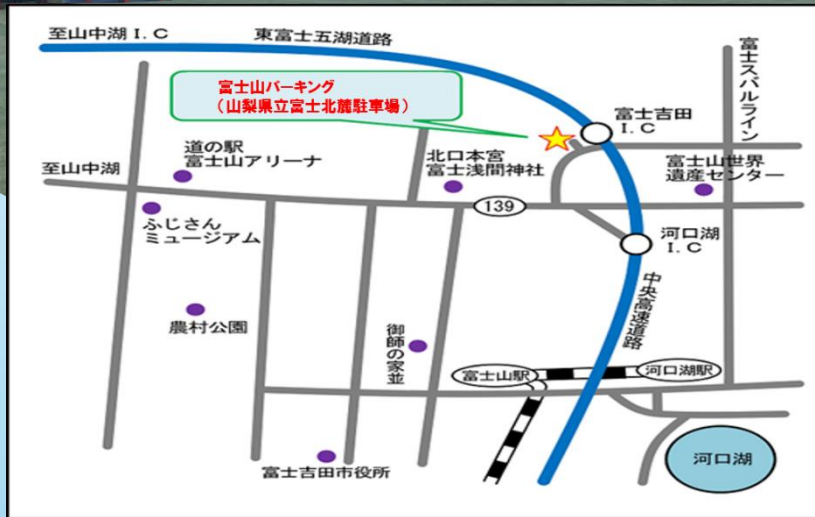 至山中湖 I.C
東富士五湖道路
富士スバルライン
富士山パーキング
（山梨県立富士北麓駐車場）
富士吉田
I.C
道の駅
富士山アリーナ
北口本宮
富士浅間神社
富士山世界
遺産センター
至山中湖
139
ふじさん
ミュージアム
河口湖
I.C
中央高速道路
農村公園
御師の家並
富士山駅
河口湖駅
富士吉田市役所
河口湖